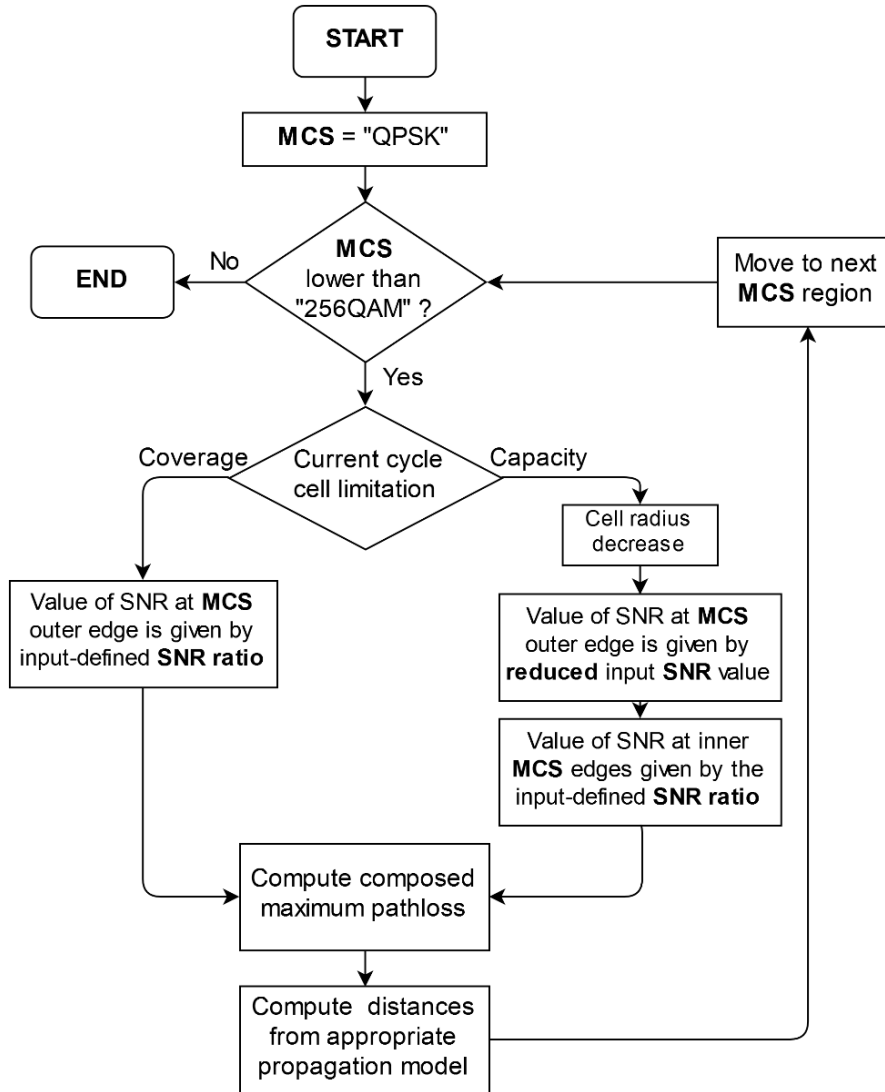 START
MCS = "QPSK"
MCS
lower than
"256QAM" ?
No
END
Move to next
MCS region
Yes
Current cycle
cell limitation
Coverage
Capacity
Cell radius
decrease
Value of SNR at MCS
outer edge is given by
input-defined SNR ratio
Value of SNR at MCS
outer edge is given by
reduced input SNR value
Value of SNR at inner
MCS edges given by the
input-defined SNR ratio
Compute composed
maximum pathloss
Compute distances
from appropriate
propagation model